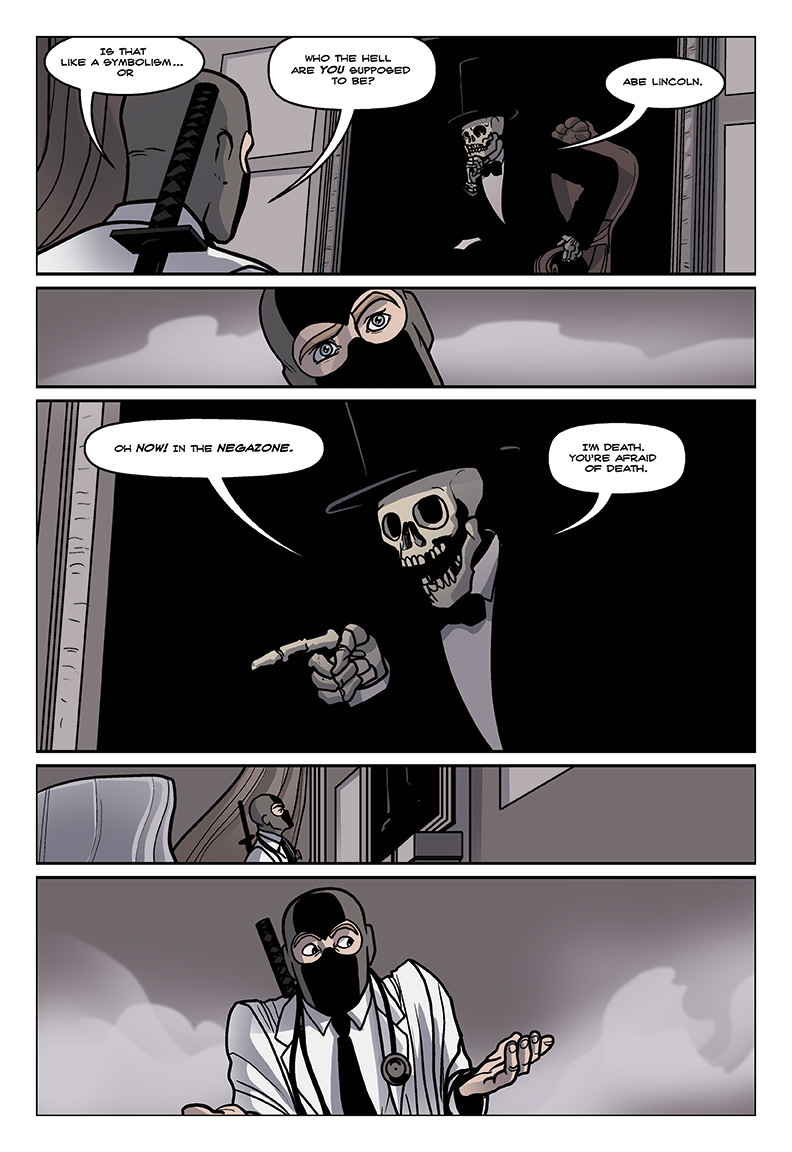 IS THAT
LIKE A SYMBOLISM...
OR
WHO THE HELL
ARE YOU SUPPOSED
TO BE?
ABE LINCOLN.
OH NOW! IN THE NEGAZONE.
I'M DEATH.
YOU'RE AFRAID
OF DEATH.